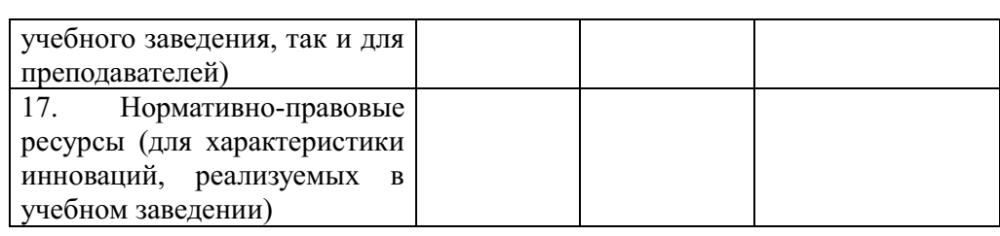 учебного заведения, так и для
преподавателей)
17. Нормативно-правовые
ресурсы (для характеристики
инноваций, реализуемых в
учебном заведении)